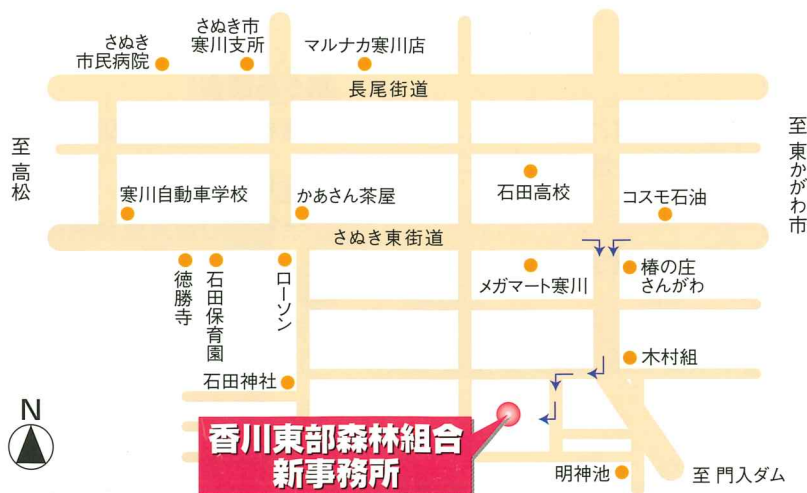 さぬき
市民病院
さぬき市
寒川支所
マルナカ寒川店
長尾街道
至 高松
至 東かがわ市
寒川自動車学校
かあさん茶屋
石田高校
コスモ石油
さぬき東街道
徳勝寺
石田保育園
ローソン
メガマート寒川
椿の庄
さんがわ
木村組
石田神社
N
香川東部森林組合
新事務所
明神池
至 門入ダム